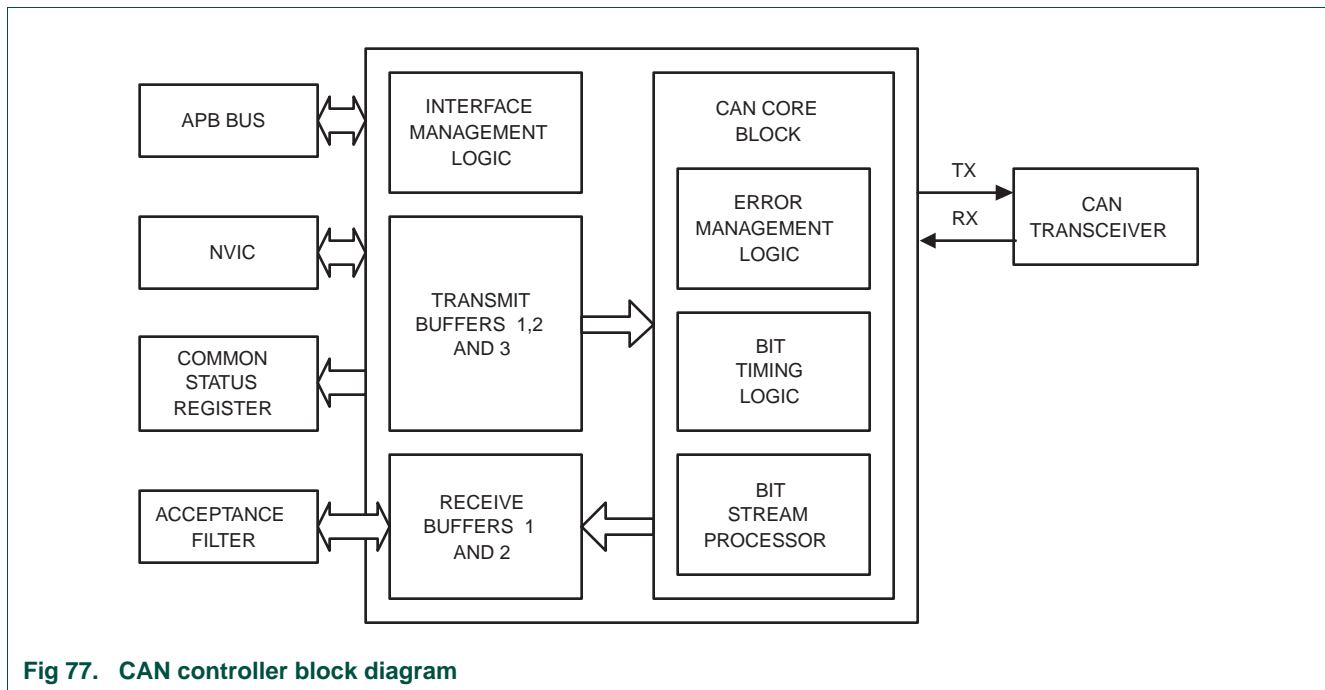 APB BUS
NVIC
COMMON
STATUS
REGISTER
ACCEPTANCE
FILTER
INTERFACE
MANAGEMENT
LOGIC
TRANSMIT
BUFFERS 1,2
AND 3
RECEIVE
BUFFERS 1
AND 2
CAN CORE
BLOCK
ERROR
MANAGEMENT
LOGIC
BIT
TIMING
LOGIC
BIT
STREAM
PROCESSOR
TX
RX
CAN
TRANSCEIVER
Fig 77. CAN controller block diagram